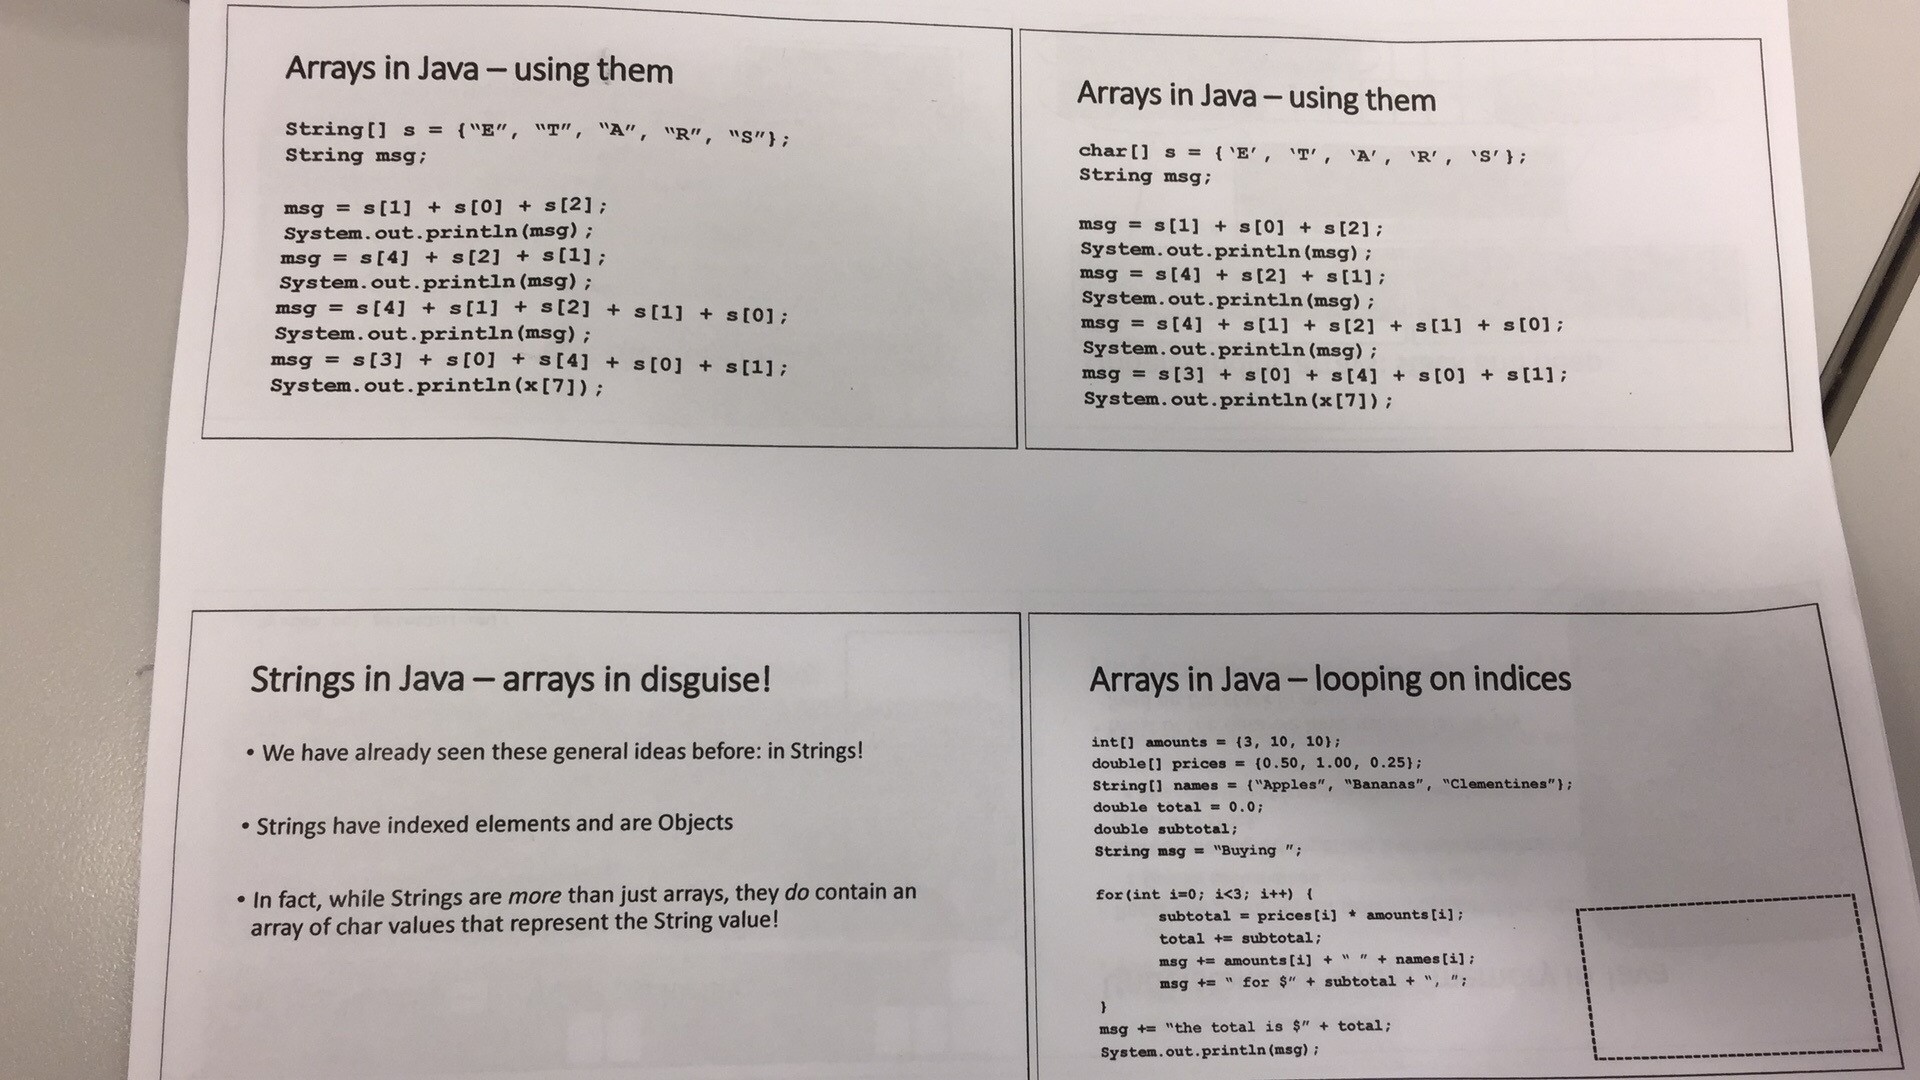 Arrays in Java – using them
String[] s = {“E”, “T”, “A”, “R”, “S”};
String msg;
msg = s[1] + s[0] + s[2];
System.out.println(msg);
msg = s[4] + s[2] + s[1];
System.out.println(msg);
msg = s[4] + s[1] + s[2] + s[1] + s[0];
System.out.println(msg);
msg = s[3] + s[0] + s[4] + s[0] + s[1];
System.out.println(x[7]);
Arrays in Java – using them
char[] s = {‘E’, ‘T’, ‘A’, ‘R’, ‘S’};
String msg;
msg = s[1] + s[0] + s[2];
System.out.println(msg);
msg = s[4] + s[2] + s[1];
System.out.println(msg);
msg = s[4] + s[1] + s[2] + s[1] + s[0];
System.out.println(msg);
msg = s[3] + s[0] + s[4] + s[0] + s[1];
System.out.println(x[7]);
Strings in Java – arrays in disguise!
• We have already seen these general ideas before: in Strings!
• Strings have indexed elements and are Objects
• In fact, while Strings are more than just arrays, they do contain an
array of char values that represent the String value!
Arrays in Java – looping on indices
int[] amounts = {3, 10, 10};
double[] prices = {0.50, 1.00, 0.25};
String[] names = {“Apples”, “Bananas”, “Clementines”};
double total = 0.0;
double subtotal;
String msg = “Buying ”;
for(int i=0; i<3; i++) {
subtotal = prices[i] * amounts[i];
total += subtotal;
msg += amounts[i] + “ ” + names[i];
msg += “ for $” + subtotal + “, ”;
}
msg += “the total is $” + total;
System.out.println(msg);